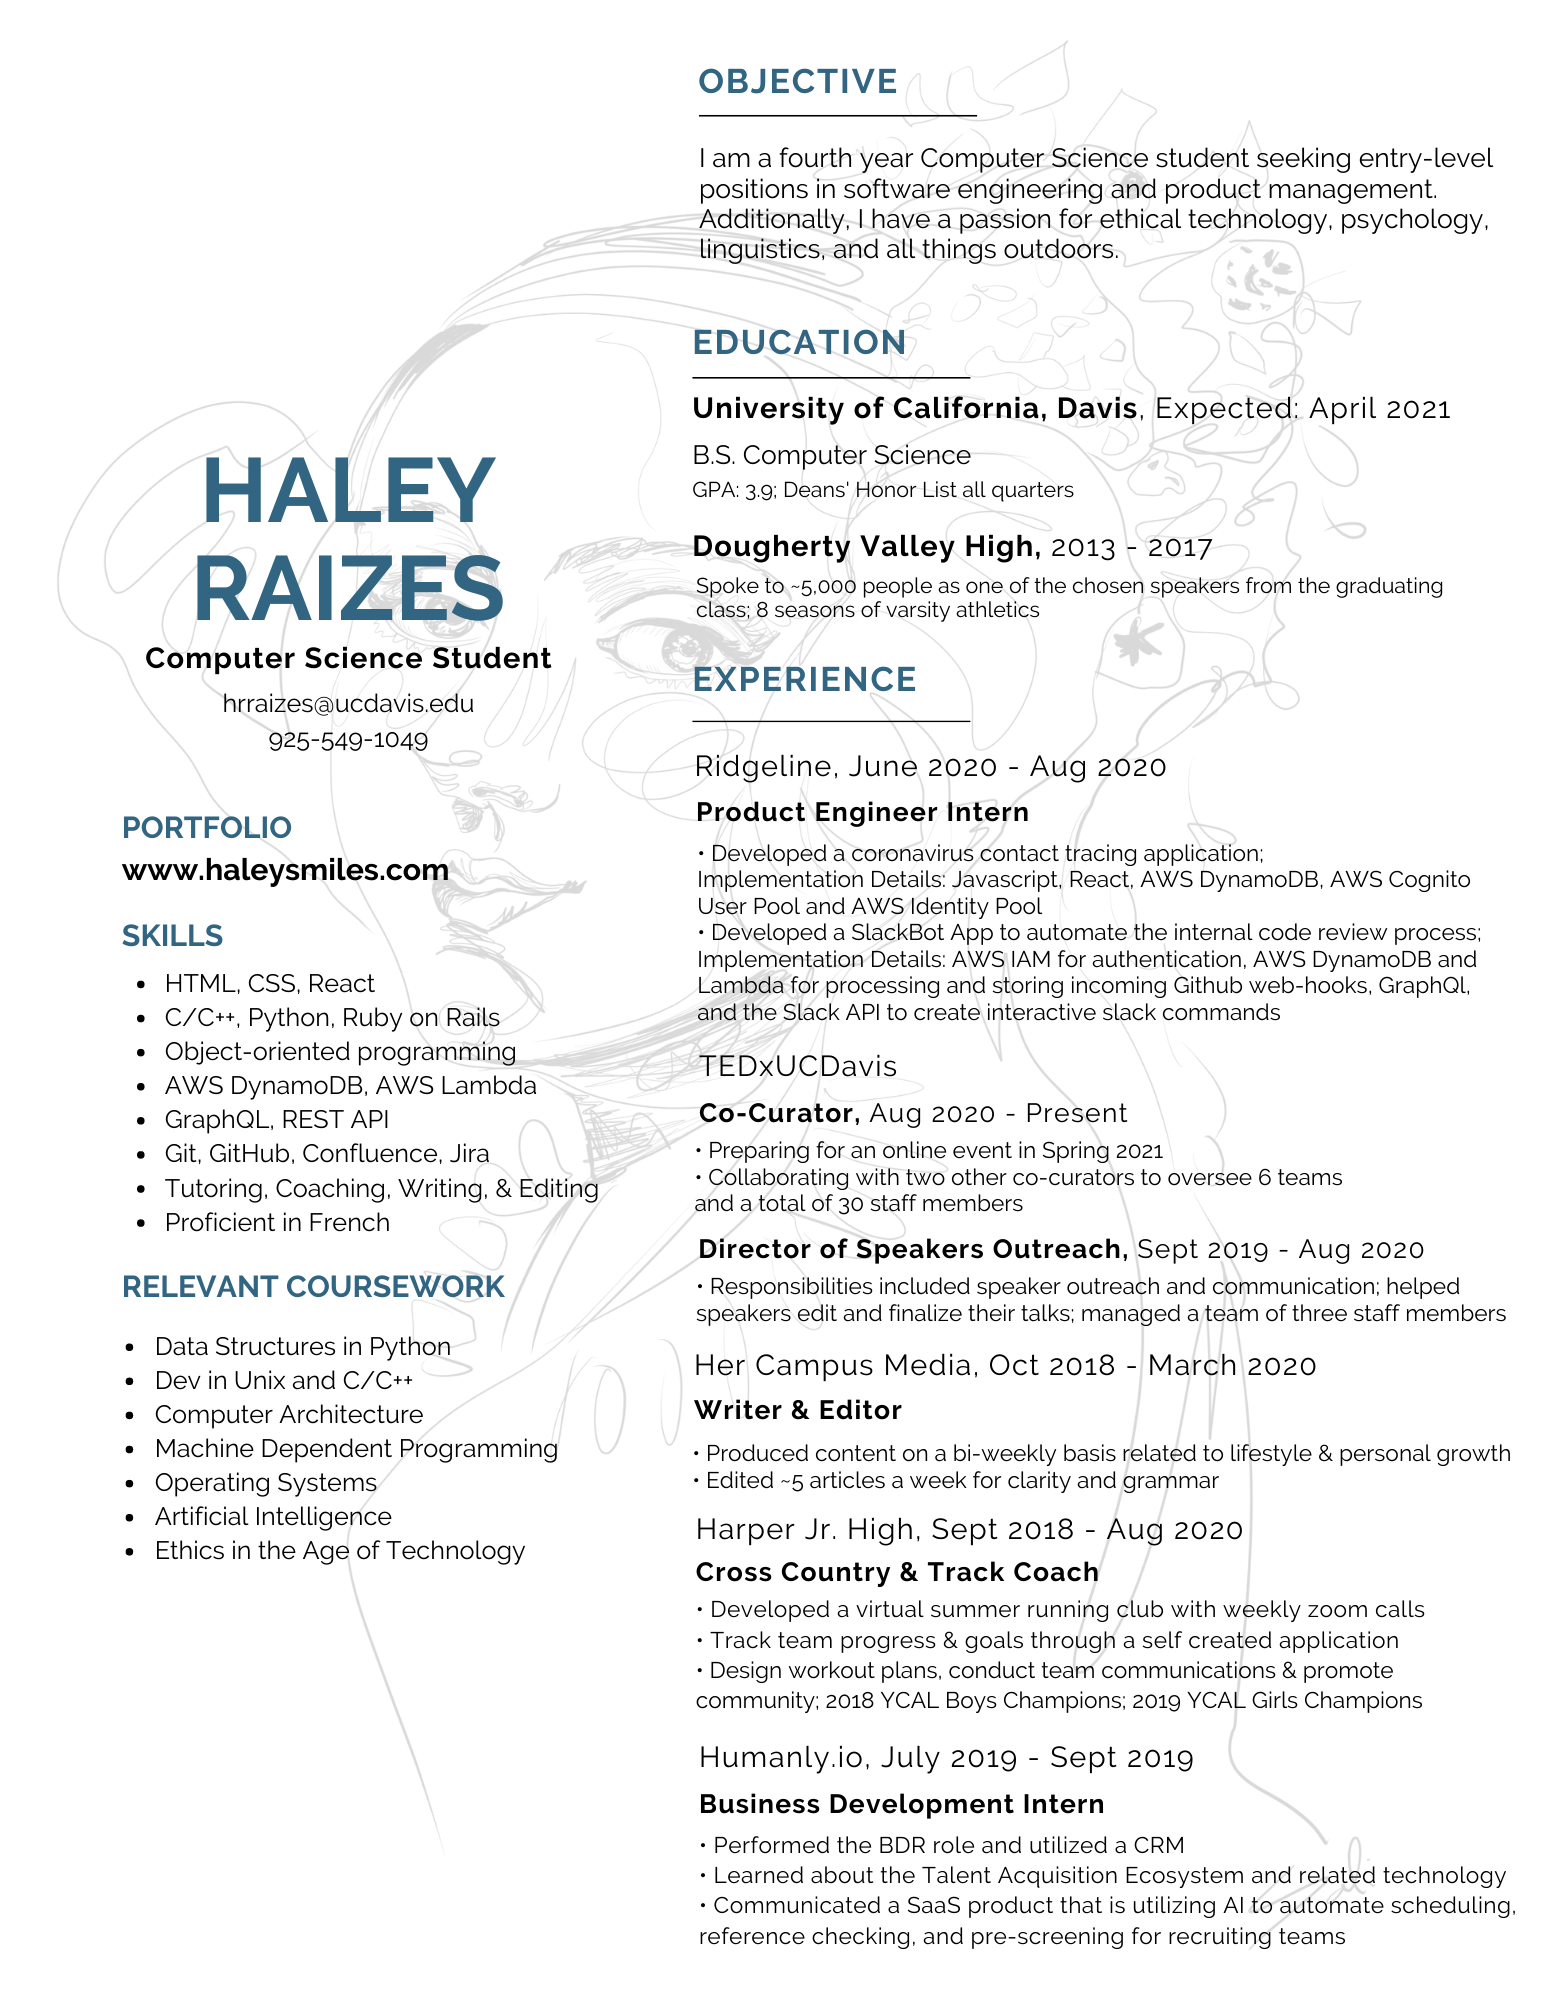 HALEY
RAIZES
Computer Science Student
hrraizes@ucdavis.edu
925-549-1049
PORTFOLIO
www.haleysmiles.com
SKILLS
• HTML, CSS, React
• C/C++, Python, Ruby on Rails
• Object-oriented programming
• AWS DynamoDB, AWS Lambda
• GraphQL, REST API
• Git, GitHub, Confluence, Jira
• Tutoring, Coaching, Writing, & Editing
• Proficient in French
RELEVANT COURSEWORK
• Data Structures in Python
• Dev in Unix and C/C++
• Computer Architecture
• Machine Dependent Programming
• Operating Systems
• Artificial Intelligence
• Ethics in the Age of Technology
OBJECTIVE
I am a fourth year Computer Science student seeking entry-level
positions in software engineering and product management.
Additionally, I have a passion for ethical technology, psychology,
linguistics, and all things outdoors.
EDUCATION
University of California, Davis, Expected: April 2021
B.S. Computer Science
GPA: 3.9; Deans' Honor List all quarters
Dougherty Valley High, 2013 - 2017
Spoke to ~5,000 people as one of the chosen speakers from the graduating
class; 8 seasons of varsity athletics
EXPERIENCE
Ridgeline, June 2020 - Aug 2020
Product Engineer Intern
• Developed a coronavirus contact tracing application;
Implementation Details: Javascript, React, AWS DynamoDB, AWS Cognito
User Pool and AWS Identity Pool
• Developed a SlackBot App to automate the internal code review process;
Implementation Details: AWS IAM for authentication, AWS DynamoDB and
Lambda for processing and storing incoming Github web-hooks, GraphQl,
and the Slack API to create interactive slack commands
TEDxUCDavis
Co-Curator, Aug 2020 - Present
• Preparing for an online event in Spring 2021
• Collaborating with two other co-curators to oversee 6 teams
and a total of 30 staff members
Director of Speakers Outreach, Sept 2019 - Aug 2020
• Responsibilities included speaker outreach and communication; helped
speakers edit and finalize their talks; managed a team of three staff members
Her Campus Media, Oct 2018 - March 2020
Writer & Editor
• Produced content on a bi-weekly basis related to lifestyle & personal growth
• Edited ~5 articles a week for clarity and grammar
Harper Jr. High, Sept 2018 - Aug 2020
Cross Country & Track Coach
• Developed a virtual summer running club with weekly zoom calls
• Track team progress & goals through a self created application
• Design workout plans, conduct team communications & promote
community; 2018 YCAL Boys Champions; 2019 YCAL Girls Champions
Humanly.io, July 2019 - Sept 2019
Business Development Intern
• Performed the BDR role and utilized a CRM
• Learned about the Talent Acquisition Ecosystem and related technology
• Communicated a SaaS product that is utilizing AI to automate scheduling,
reference checking, and pre-screening for recruiting teams